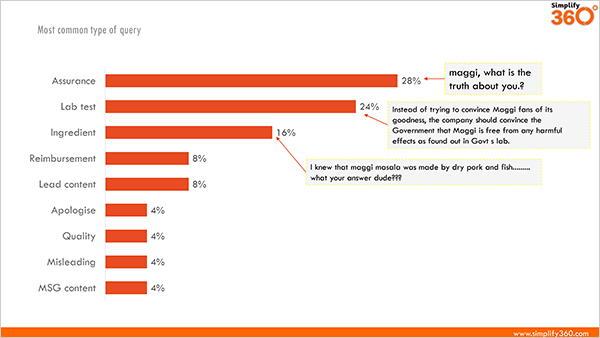 Simplify
360°
Most common type of query
Assurance
28%
maggi, what is the
truth about you.?
Lab test
24%
Instead of trying to convince Maggi fans of its
goodness, the company should convince the
Government that Maggi is free from any harmful
effects as found out in Govt s lab.
Ingredient
16%
I knew that maggi masala was made by dry pork and fish.........
what your answer dude???
Reimbursement
8%
Lead content
8%
Apologise
4%
Quality
4%
Misleading
4%
MSG content
4%
www.simplify360.com